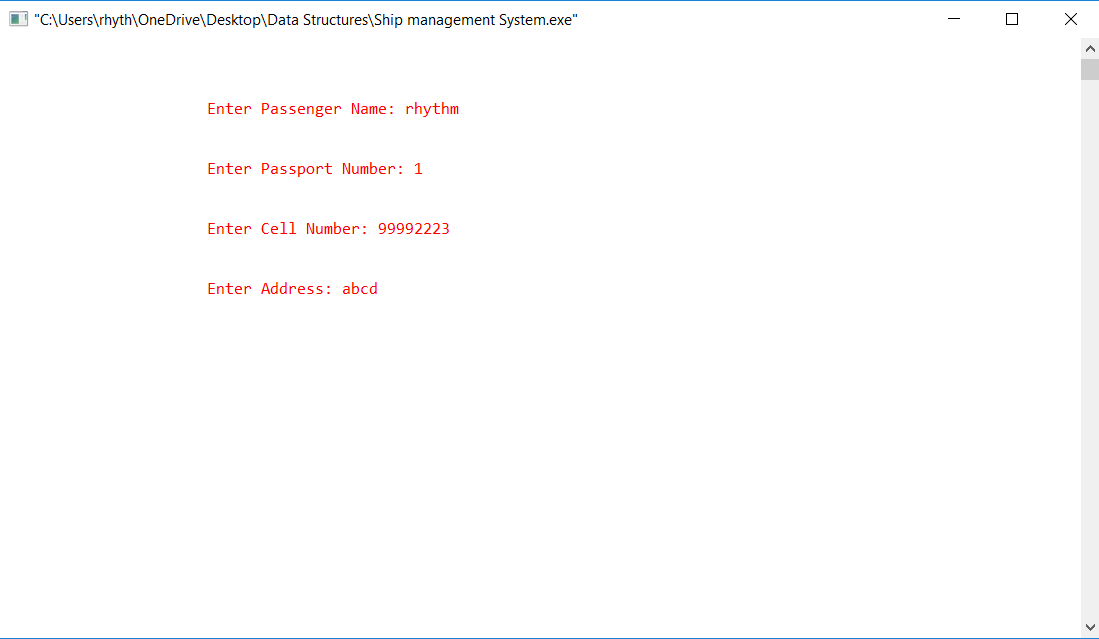 "C:\Users\rhyth\OneDrive\Desktop\Data Structures\Ship management System.exe"
Enter Passenger Name: rhythm
Enter Passport Number: 1
Enter Cell Number: 99992223
Enter Address: abcd